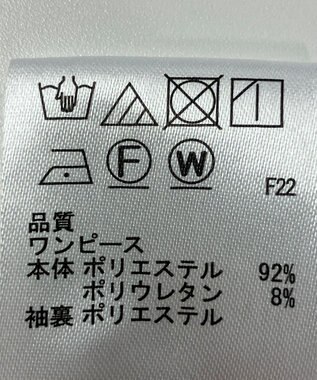 F W
F22
品質
ワンピース
本体 ポリエステル 92%
ポリウレタン 8%
袖裏 ポリエステル